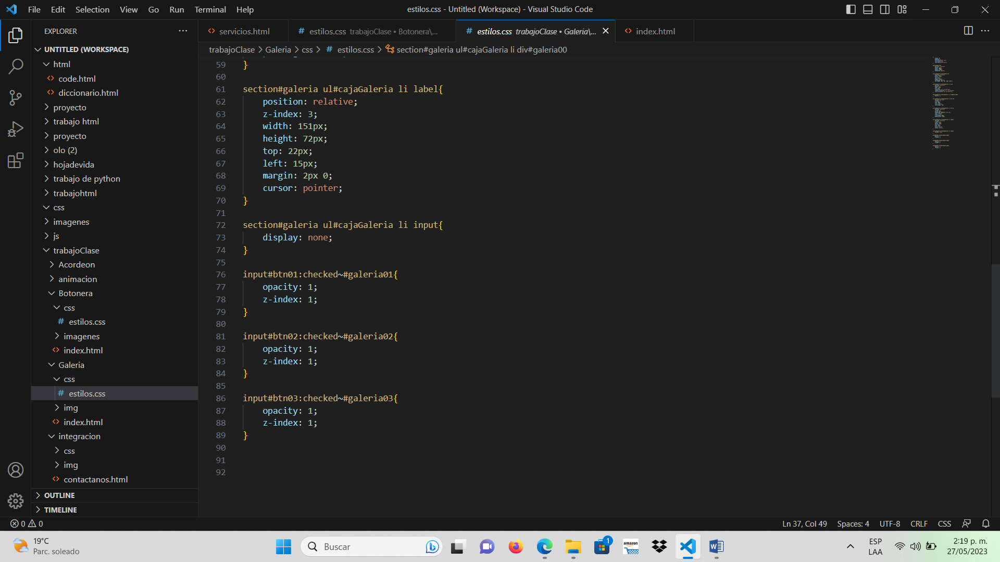 File Edit Selection View Go Run Terminal Help
estilos.css - Untitled (Workspace) - Visual Studio Code
EXPLORER
UNTITLED (WORKSPACE)
html
code.html
diccionario.html
proyecto
trabajo html
proyecto
olo (2)
hojadevida
trabajo de python
trabajohtml
css
imagenes
js
trabajoClase
Acordeon
animacion
Botonera
css
estilos.css
imagenes
index.html
Galeria
css
estilos.css
img
index.html
integracion
css
img
contactanos.html
OUTLINE
TIMELINE
servicios.html
estilos.css trabajoClase • Botonera\...
estilos.css trabajoClase • Galeria\...
index.html
trabajoClase > Galeria > css > # estilos.css > section#galeria ul#cajaGaleria li div#galeria00
59 }
60
61 section#galeria ul#cajaGaleria li label{
62 position: relative;
63 z-index: 3;
64 width: 151px;
65 height: 72px;
66 top: 22px;
67 left: 15px;
68 margin: 2px 0;
69 cursor: pointer;
70 }
71
72 section#galeria ul#cajaGaleria li input{
73 display: none;
74 }
75
76 input#btn01:checked~#galeria01{
77 opacity: 1;
78 z-index: 1;
79 }
80
81 input#btn02:checked~#galeria02{
82 opacity: 1;
83 z-index: 1;
84 }
85
86 input#btn03:checked~#galeria03{
87 opacity: 1;
88 z-index: 1;
89 }
90
91
92
0 0
Ln 37, Col 49 Spaces: 4 UTF-8 CRLF CSS
19°C
Parc. soleado
Buscar
amazon
1
ESP
LAA
2:19 p. m.
27/05/2023